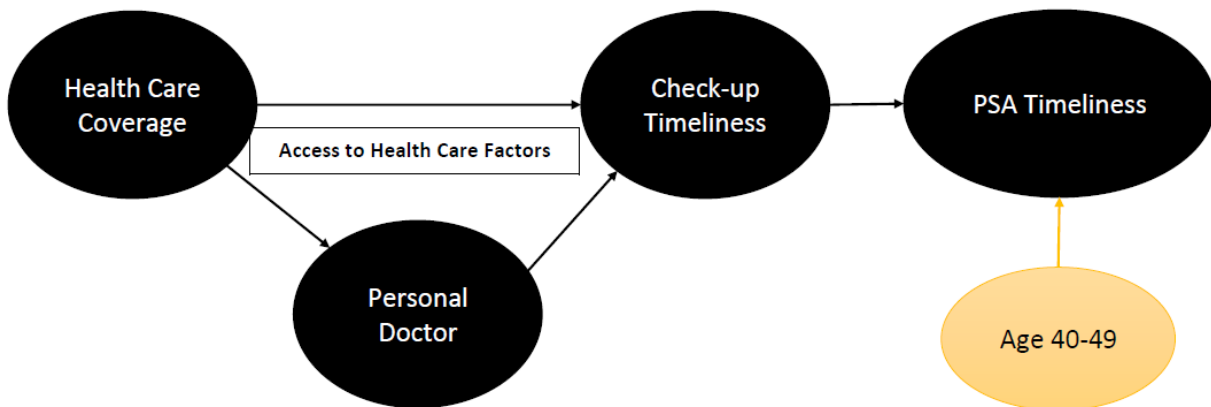 Health Care
Coverage
Check-up
Timeliness
PSA Timeliness
Access to Health Care Factors
Personal
Doctor
Age 40-49